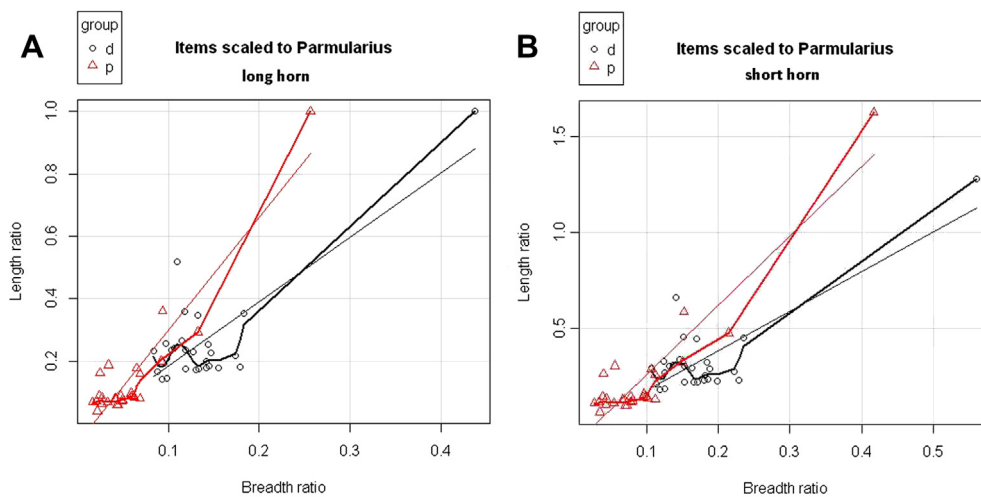 A
group
d
p
Items scaled to Parmularius
long horn
Length ratio
1.0
0.8
0.6
0.4
0.2
0.1
0.2
0.3
0.4
Breadth ratio
B
group
d
p
Items scaled to Parmularius
short horn
Length ratio
1.5
1.0
0.5
0.1
0.2
0.3
0.4
0.5
Breadth ratio